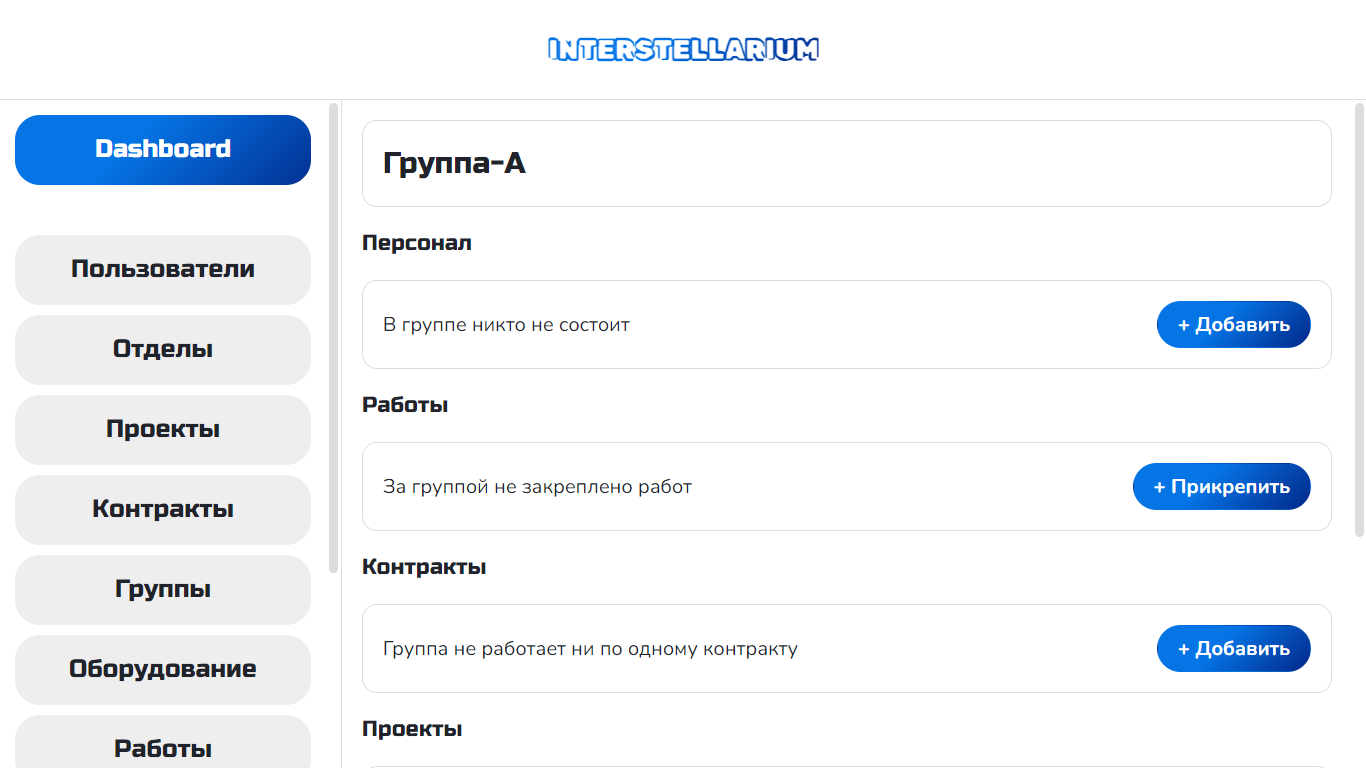 INTERSTELLARIUM
Dashboard
Пользователи
Отделы
Проекты
Контракты
Группы
Оборудование
Работы
Группа-А
Персонал
В группе никто не состоит
+ Добавить
Работы
За группой не закреплено работ
+ Прикрепить
Контракты
Группа не работает ни по одному контракту
+ Добавить
Проекты